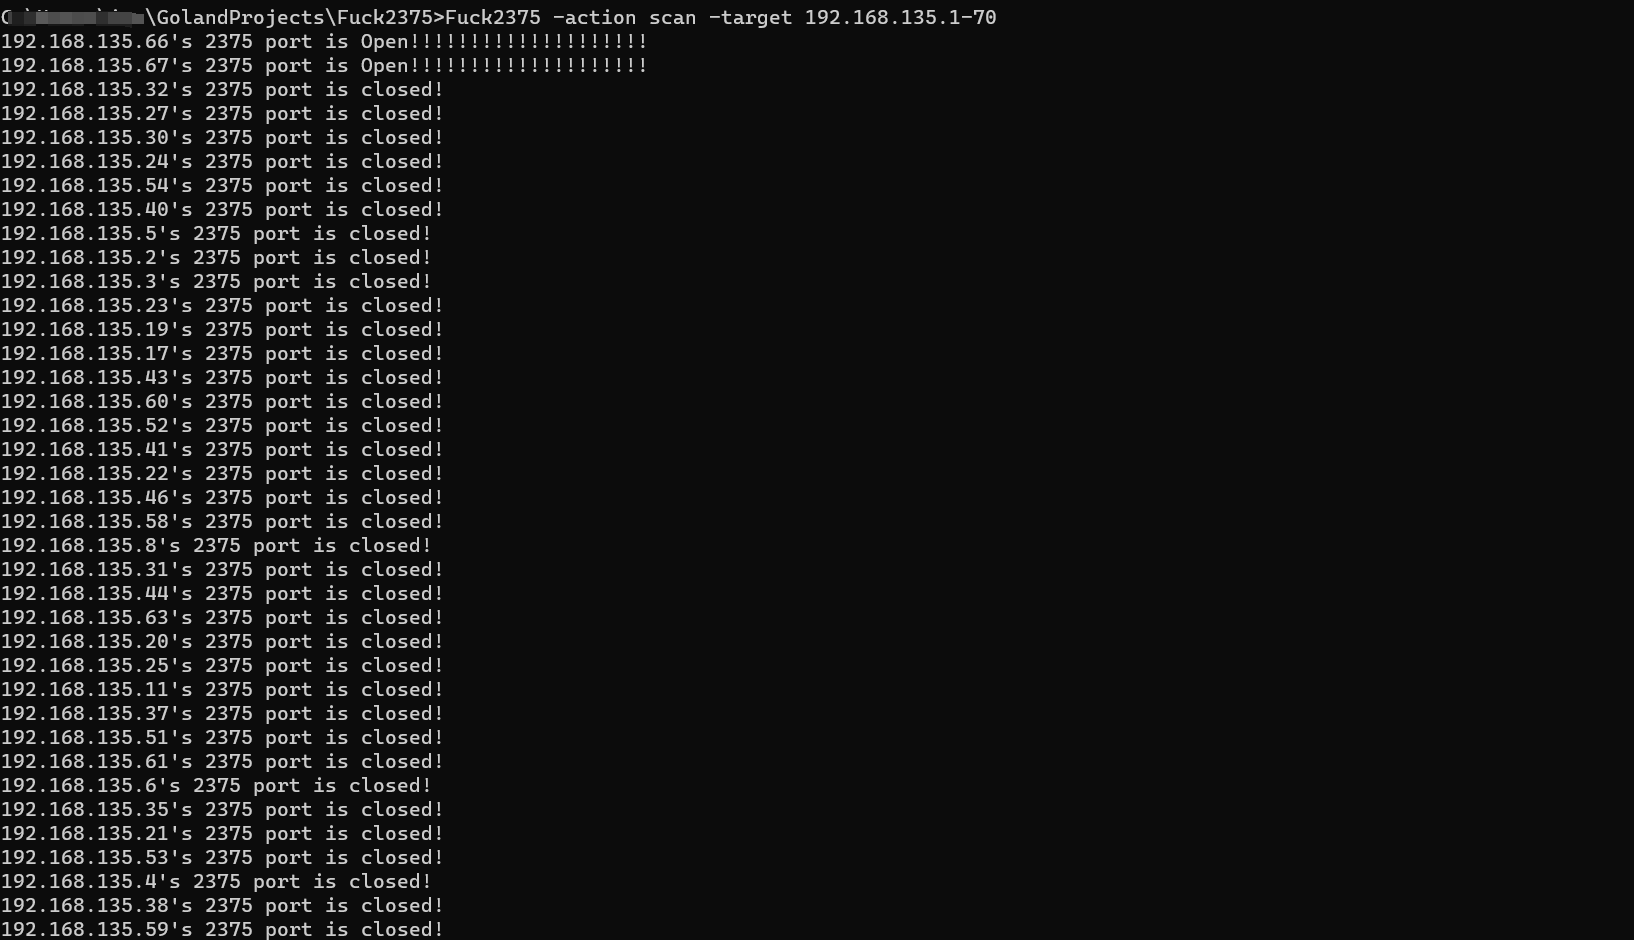 \GolandProjects\Fuck2375>Fuck2375 -action scan -target 192.168.135.1-70
192.168.135.66's 2375 port is Open!!!!!!!!!!!!!!!!!!!!
192.168.135.67's 2375 port is Open!!!!!!!!!!!!!!!!!!!!
192.168.135.32's 2375 port is closed!
192.168.135.27's 2375 port is closed!
192.168.135.30's 2375 port is closed!
192.168.135.24's 2375 port is closed!
192.168.135.54's 2375 port is closed!
192.168.135.40's 2375 port is closed!
192.168.135.5's 2375 port is closed!
192.168.135.2's 2375 port is closed!
192.168.135.3's 2375 port is closed!
192.168.135.23's 2375 port is closed!
192.168.135.19's 2375 port is closed!
192.168.135.17's 2375 port is closed!
192.168.135.43's 2375 port is closed!
192.168.135.60's 2375 port is closed!
192.168.135.52's 2375 port is closed!
192.168.135.41's 2375 port is closed!
192.168.135.22's 2375 port is closed!
192.168.135.46's 2375 port is closed!
192.168.135.58's 2375 port is closed!
192.168.135.8's 2375 port is closed!
192.168.135.31's 2375 port is closed!
192.168.135.44's 2375 port is closed!
192.168.135.63's 2375 port is closed!
192.168.135.20's 2375 port is closed!
192.168.135.25's 2375 port is closed!
192.168.135.11's 2375 port is closed!
192.168.135.37's 2375 port is closed!
192.168.135.51's 2375 port is closed!
192.168.135.61's 2375 port is closed!
192.168.135.6's 2375 port is closed!
192.168.135.35's 2375 port is closed!
192.168.135.21's 2375 port is closed!
192.168.135.53's 2375 port is closed!
192.168.135.4's 2375 port is closed!
192.168.135.38's 2375 port is closed!
192.168.135.59's 2375 port is closed!